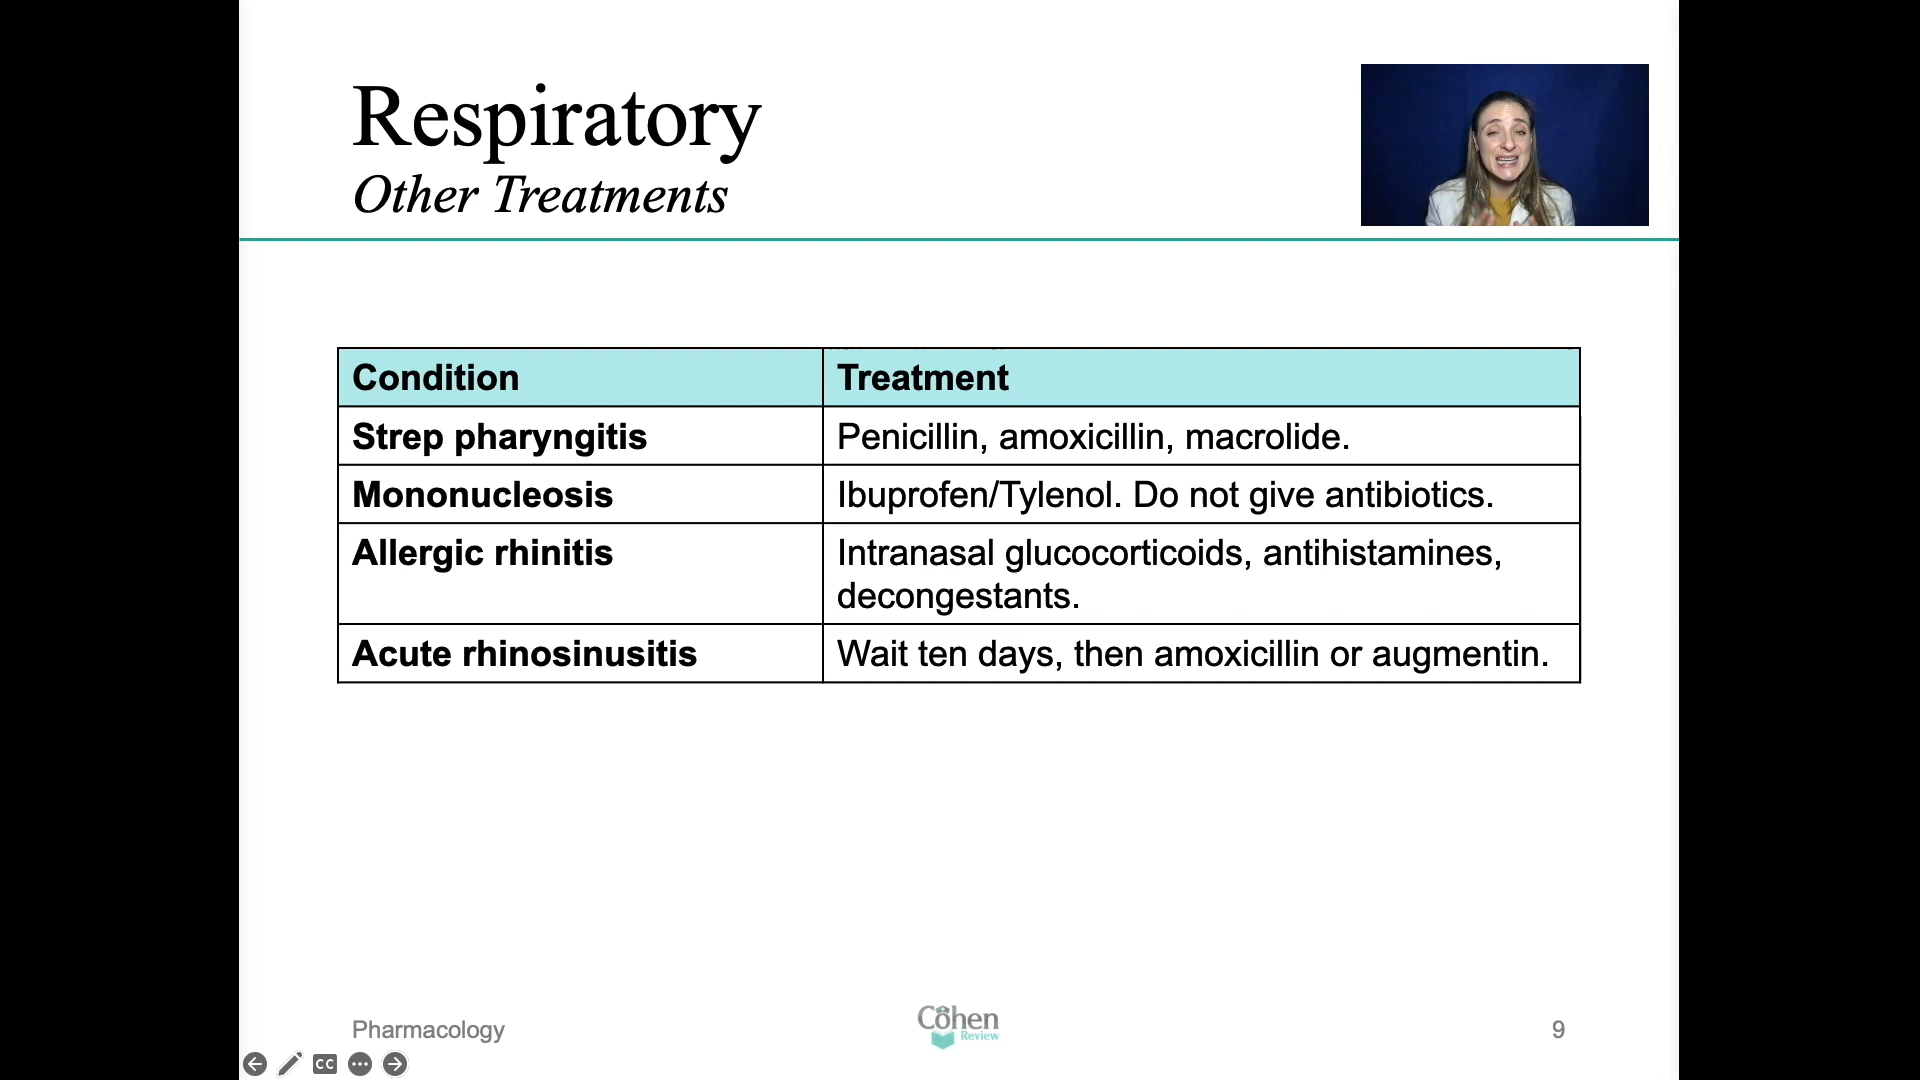 Respiratory
Other Treatments
Condition Treatment
Strep pharyngitis Penicillin, amoxicillin, macrolide.
Mononucleosis Ibuprofen/Tylenol. Do not give antibiotics.
Allergic rhinitis Intranasal glucocorticoids, antihistamines,
decongestants.
Acute rhinosinusitis Wait ten days, then amoxicillin or augmentin.
Pharmacology
Cohen
Review
9
CC